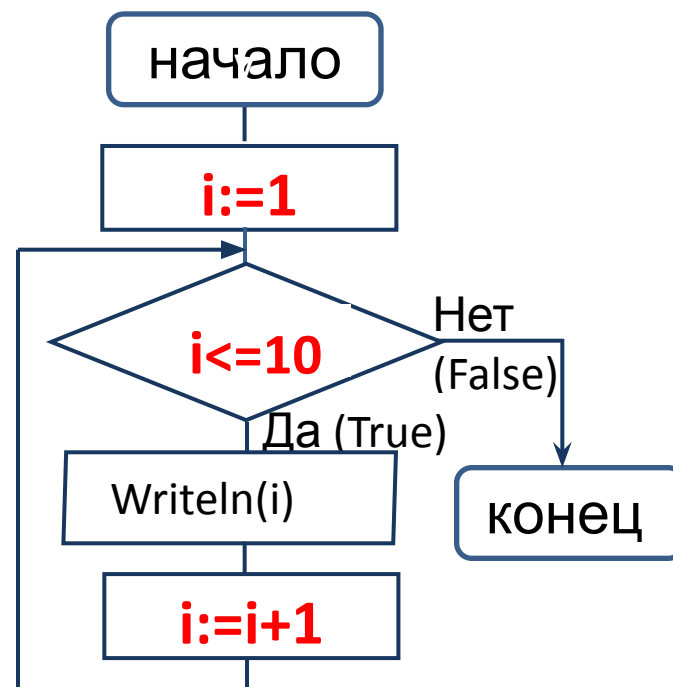 начало
i:=1
i<=10
Нет
(False)
Да (True)
Writeln(i)
конец
i:=i+1